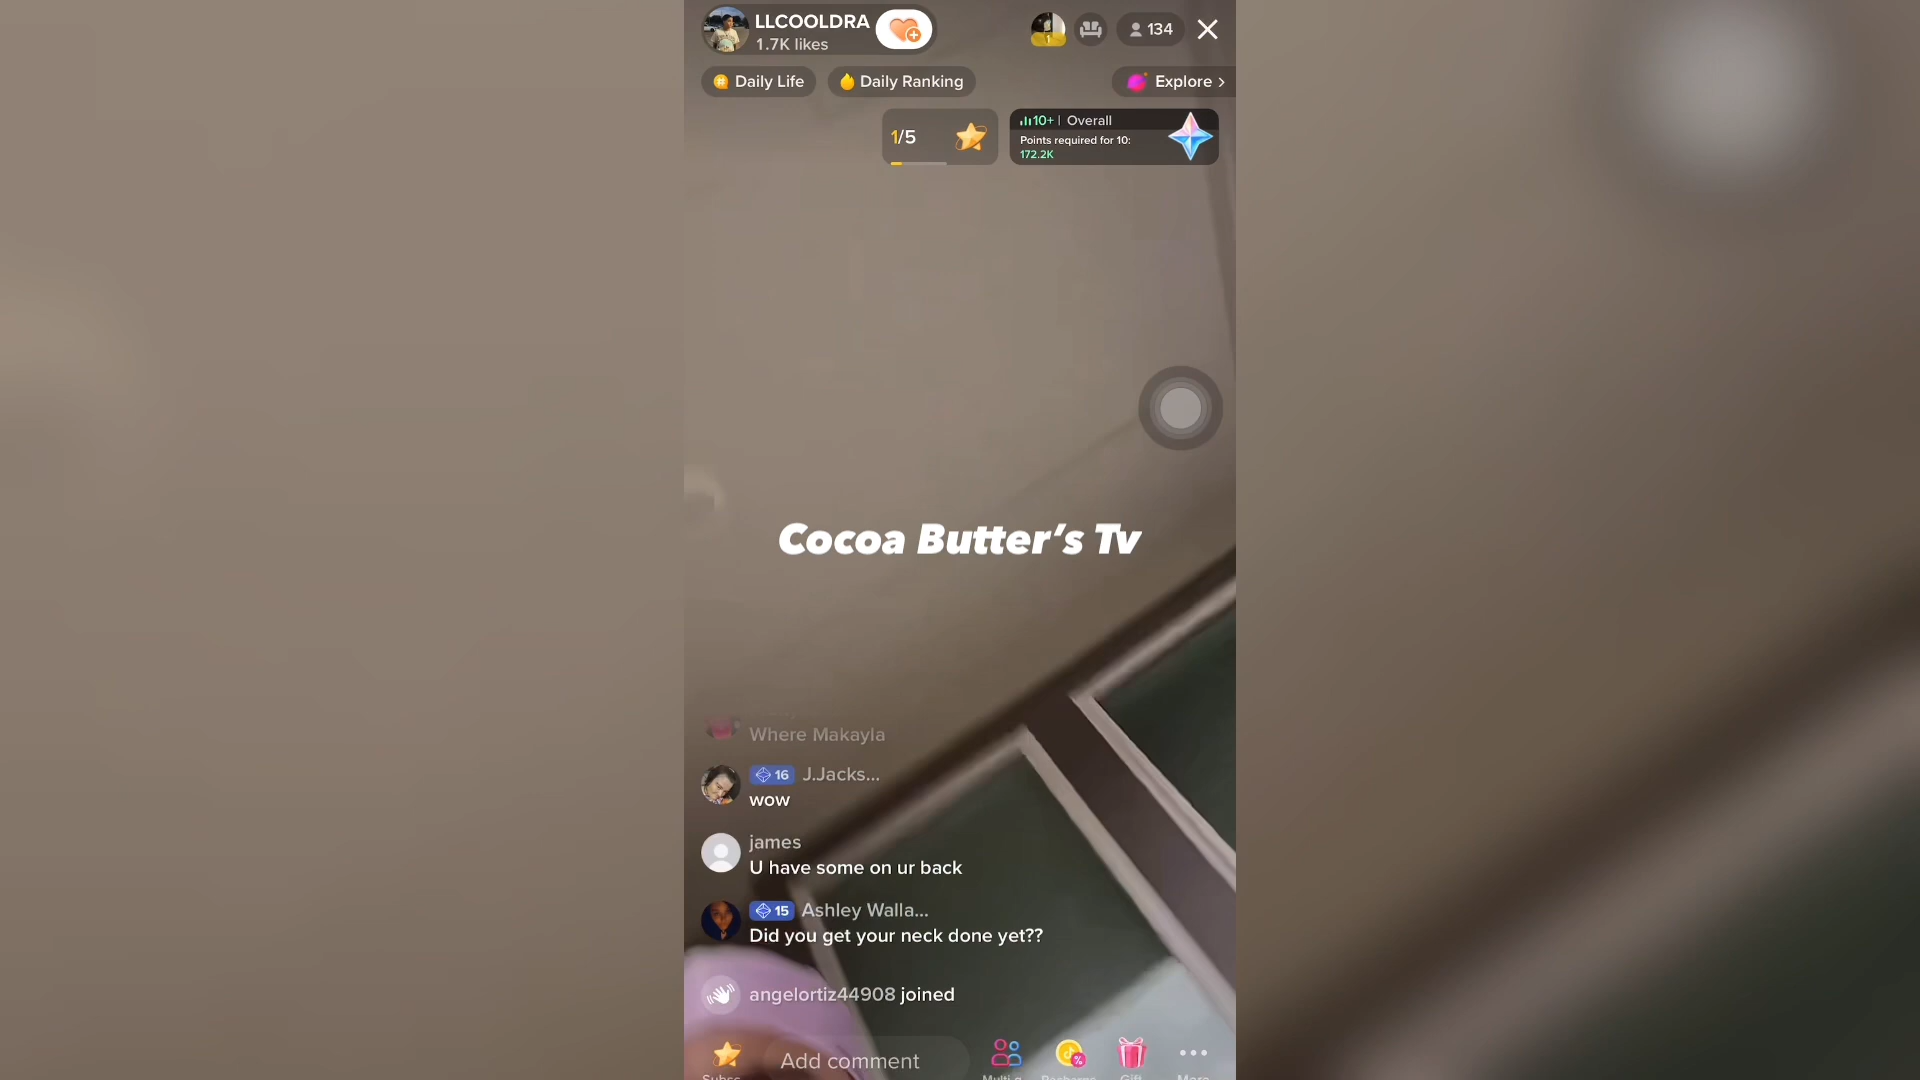 LLCOOLDRA
1.7K likes
1
134
Daily Life
Daily Ranking
Explore >
1/5
10+ | Overall
Points required for 10:
172.2K
Cocoa Butter's Tv
Where Makayla
16 J.Jacks...
wow
james
U have some on ur back
15 Ashley Walla...
Did you get your neck done yet??
angelortiz44908 joined
Add comment